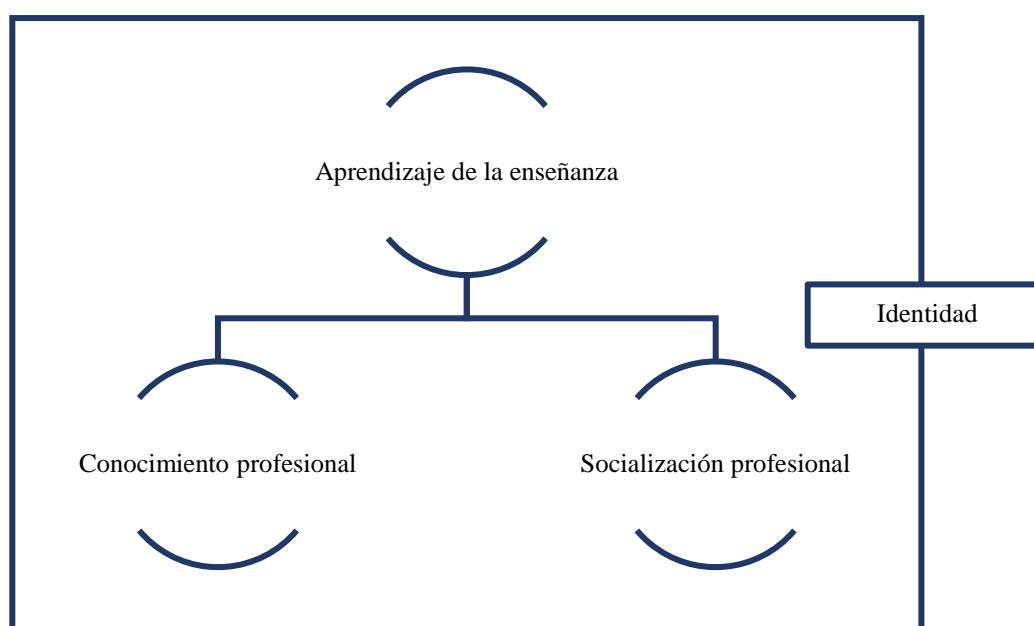 Aprendizaje de la enseñanza
Identidad
Conocimiento profesional
Socialización profesional